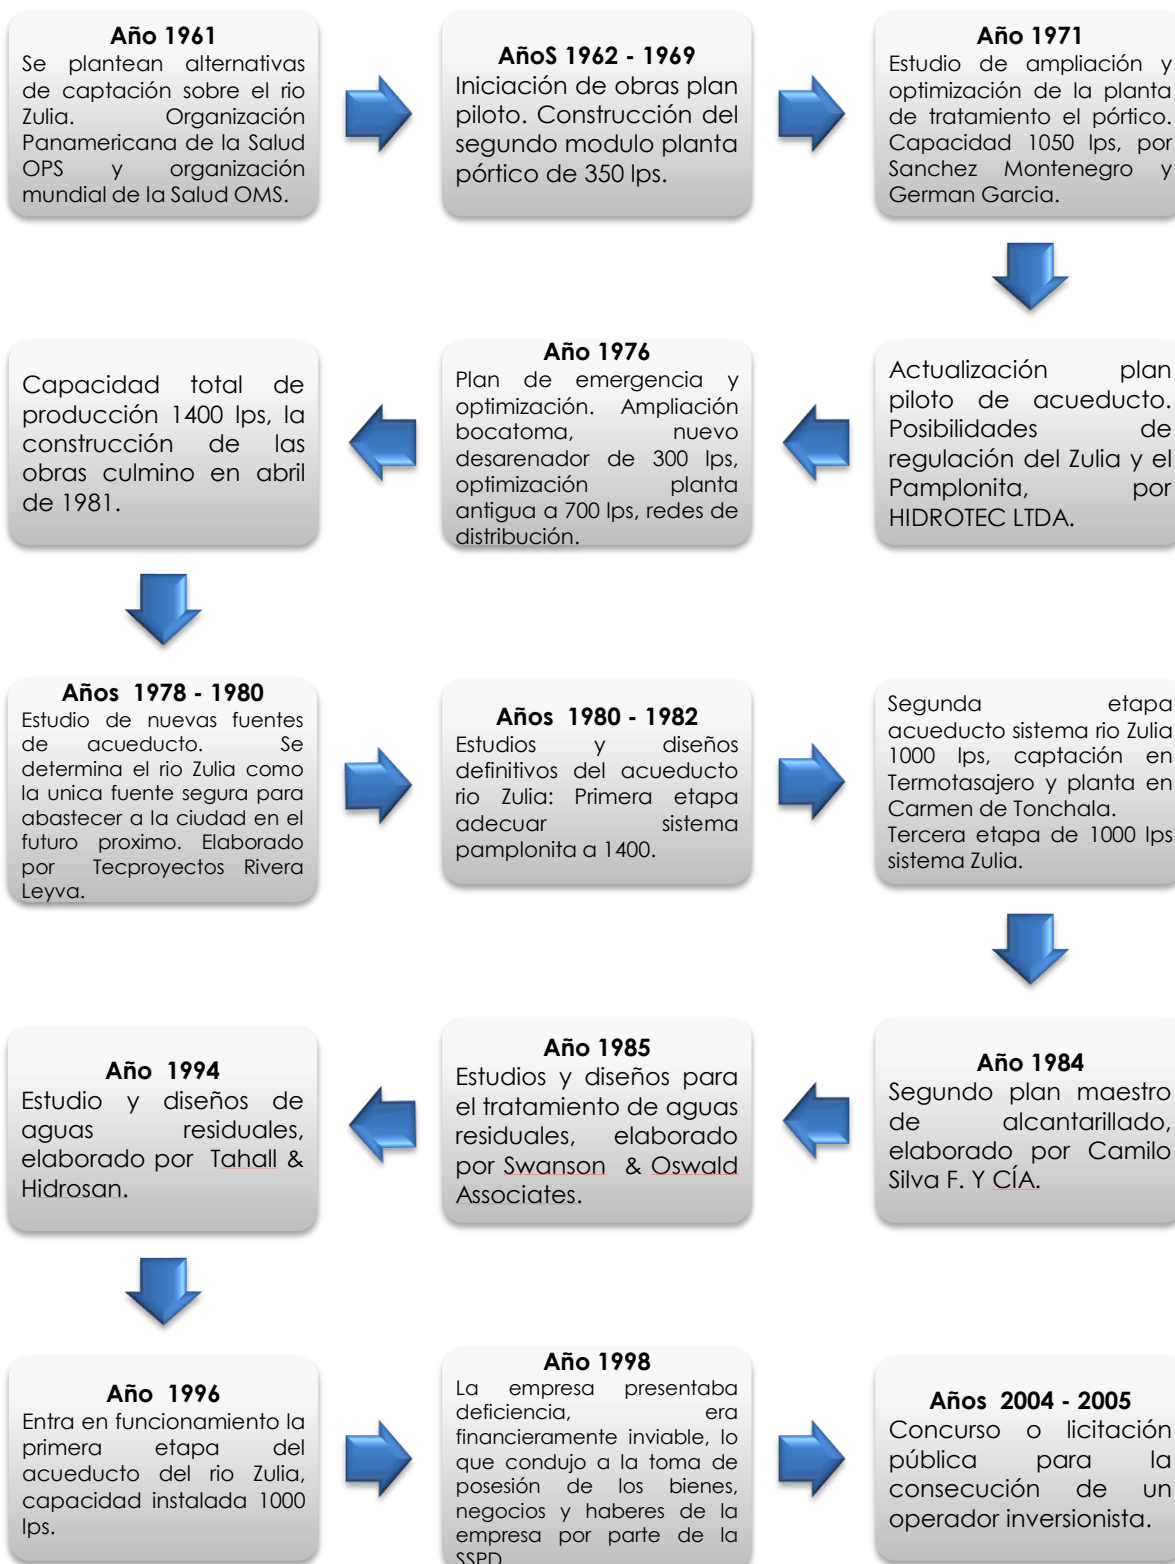 Año 1961
Se plantean alternativas
de captación sobre el rio
Zulia. Organización
Panamericana de la Salud
OPS y organización
mundial de la Salud OMS.
AñoS 1962 - 1969
Iniciación de obras plan
piloto. Construcción del
segundo modulo planta
pórtico de 350 lps.
Año 1971
Estudio de ampliación y
optimización de la planta
de tratamiento el pórtico.
Capacidad 1050 lps, por
Sanchez Montenegro y
German Garcia.
Actualización plan
piloto de acueducto.
Posibilidades de
regulación del Zulia y el
Pamplonita, por
HIDROTEC LTDA.
Año 1976
Plan de emergencia y
optimización. Ampliación
bocatoma, nuevo
desarenador de 300 lps,
optimización planta
antigua a 700 lps, redes de
distribución.
Capacidad total de
producción 1400 lps, la
construcción de las
obras culmino en abril
de 1981.
Años 1978 - 1980
Estudio de nuevas fuentes
de acueducto. Se
determina el rio Zulia como
la unica fuente segura para
abastecer a la ciudad en el
futuro proximo. Elaborado
por Tecproyectos Rivera
Leyva.
Años 1980 - 1982
Estudios y diseños
definitivos del acueducto
rio Zulia: Primera etapa
adecuar sistema
pamplonita a 1400.
Segunda etapa
acueducto sistema rio Zulia
1000 lps, captación en
Termotasajero y planta en
Carmen de Tonchala.
Tercera etapa de 1000 lps
sistema Zulia.
Año 1984
Segundo plan maestro
de alcantarillado,
elaborado por Camilo
Silva F. Y CÍA.
Año 1985
Estudios y diseños para
el tratamiento de aguas
residuales, elaborado
por Swanson & Oswald
Associates.
Año 1994
Estudio y diseños de
aguas residuales,
elaborado por Tahall &
Hidrosan.
Año 1996
Entra en funcionamiento la
primera etapa del
acueducto del rio Zulia,
capacidad instalada 1000
lps.
Año 1998
La empresa presentaba
deficiencia, era
financieramente inviable, lo
que condujo a la toma de
posesión de los bienes,
negocios y haberes de la
empresa por parte de la
SSPD
Años 2004 - 2005
Concurso o licitación
pública para la
consecución de un
operador inversionista.